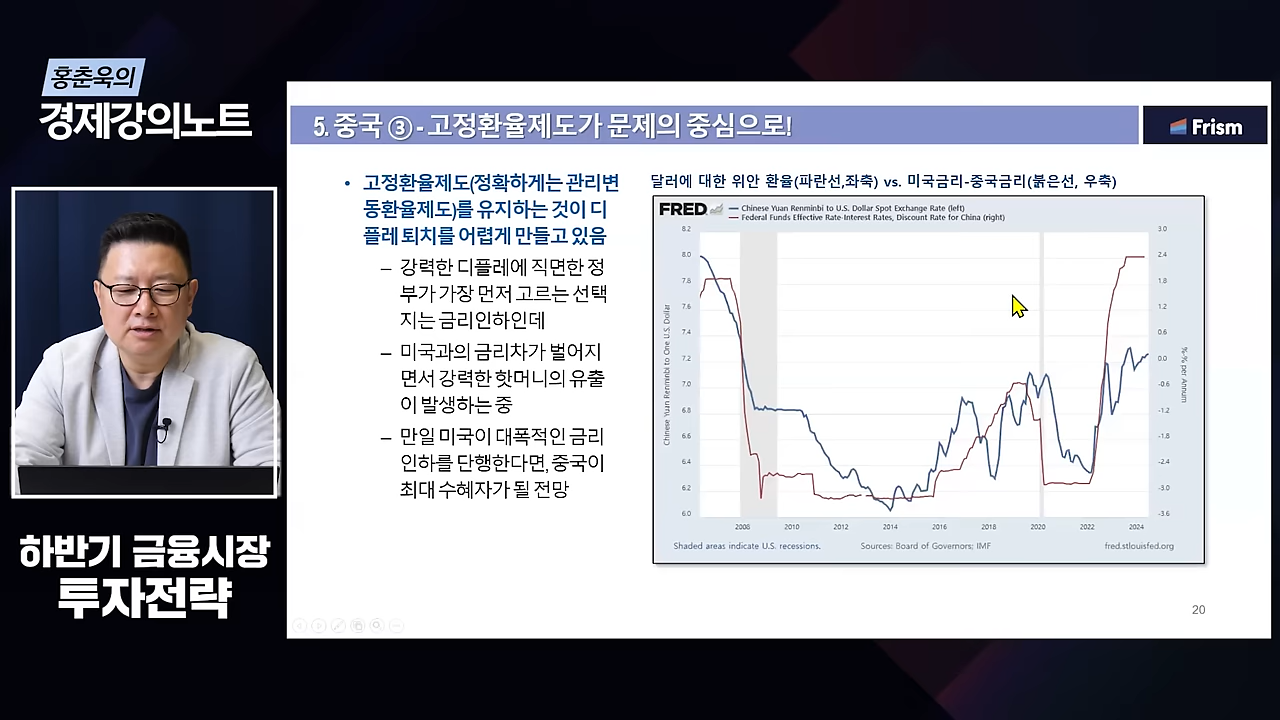 홍춘욱의
경제강의노트
하반기 금융시장
투자전략
5. 중국 ③ - 고정환율제도가 문제의 중심으로!
Frism
• 고정환율제도(정확하게는 관리변
동환율제도)를 유지하는 것이 디
플레 퇴치를 어렵게 만들고 있음
– 강력한 디플레에 직면한 정
부가 가장 먼저 고르는 선택
지는 금리인하인데
– 미국과의 금리차가 벌어지
면서 강력한 핫머니의 유출
이 발생하는 중
– 만일 미국이 대폭적인 금리
인하를 단행한다면, 중국이
최대 수혜자가 될 전망
달러에 대한 위안 환율(파란선,좌축) vs. 미국금리-중국금리(붉은선, 우축)
FRED
Chinese Yuan Renminbi to U.S. Dollar Spot Exchange Rate (left)
Federal Funds Effective Rate-Interest Rates, Discount Rate for China (right)
Chinese Yuan Renminbi to One U.S. Dollar
8.2
8.0
7.6
7.4
7.2
7.0
6.8
6.6
6.4
6.2
6.0
3.0
2.4
1.8
1.2
0.6
0.0
-0.6
-1.2
-1.8
-2.4
-3.0
-3.6
%-% per Annum
2008 2010 2012 2014 2016 2018 2020 2022 2024
Shaded areas indicate U.S. recessions. Sources: Board of Governors; IMF fred.stlouisfed.org
20